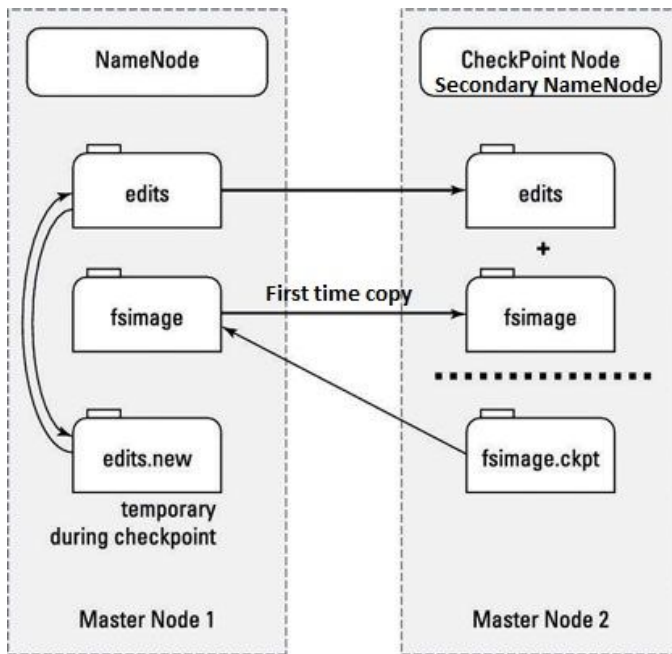 NameNode
CheckPoint Node
Secondary NameNode
edits
edits
+
First time copy
fsimage
fsimage
edits.new
fsimage.ckpt
temporary
during checkpoint
Master Node 1
Master Node 2